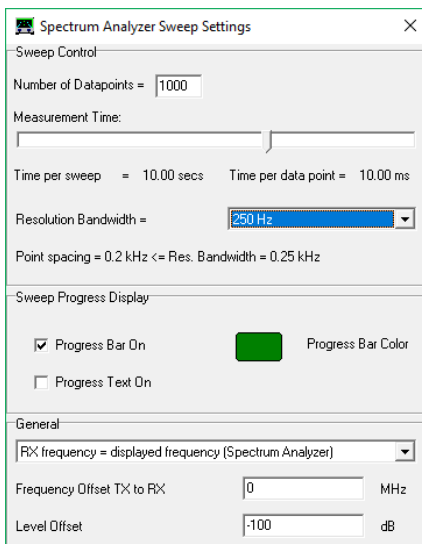 Spectrum Analyzer Sweep Settings
Sweep Control
Number of Datapoints = 1000
Measurement Time:
Time per sweep = 10.00 secs Time per data point = 10.00 ms
Resolution Bandwidth = 250 Hz
Point spacing = 0.2 kHz <= Res. Bandwidth = 0.25 kHz
Sweep Progress Display
Progress Bar On Progress Bar Color
Progress Text On
General
RX frequency = displayed frequency (Spectrum Analyzer)
Frequency Offset TX to RX 0 MHz
Level Offset -100 dB